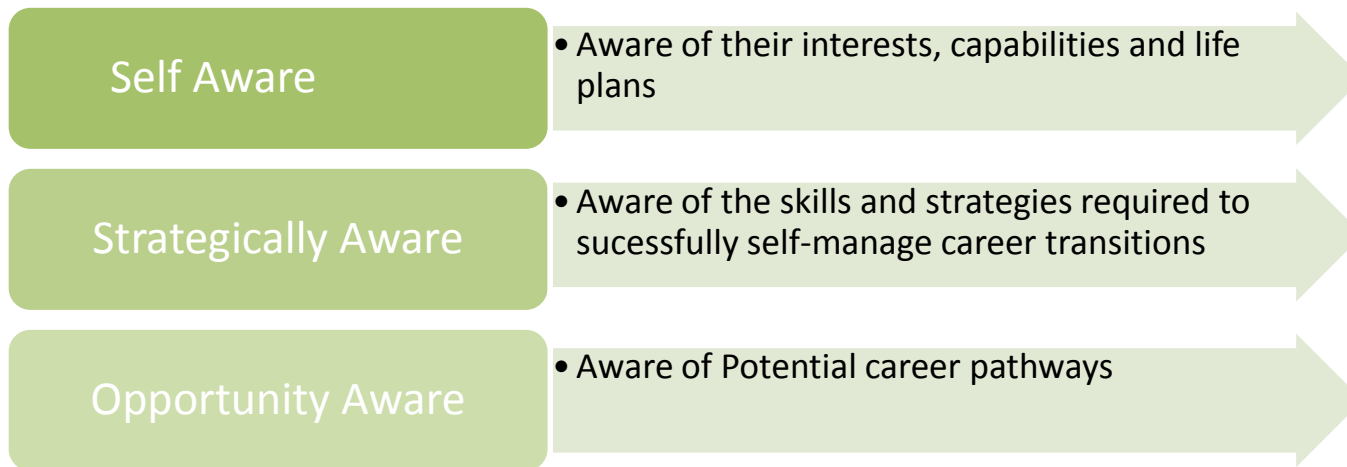 Self Aware
• Aware of their interests, capabilities and life
plans
Strategically Aware
• Aware of the skills and strategies required to
sucessfully self-manage career transitions
Opportunity Aware
• Aware of Potential career pathways